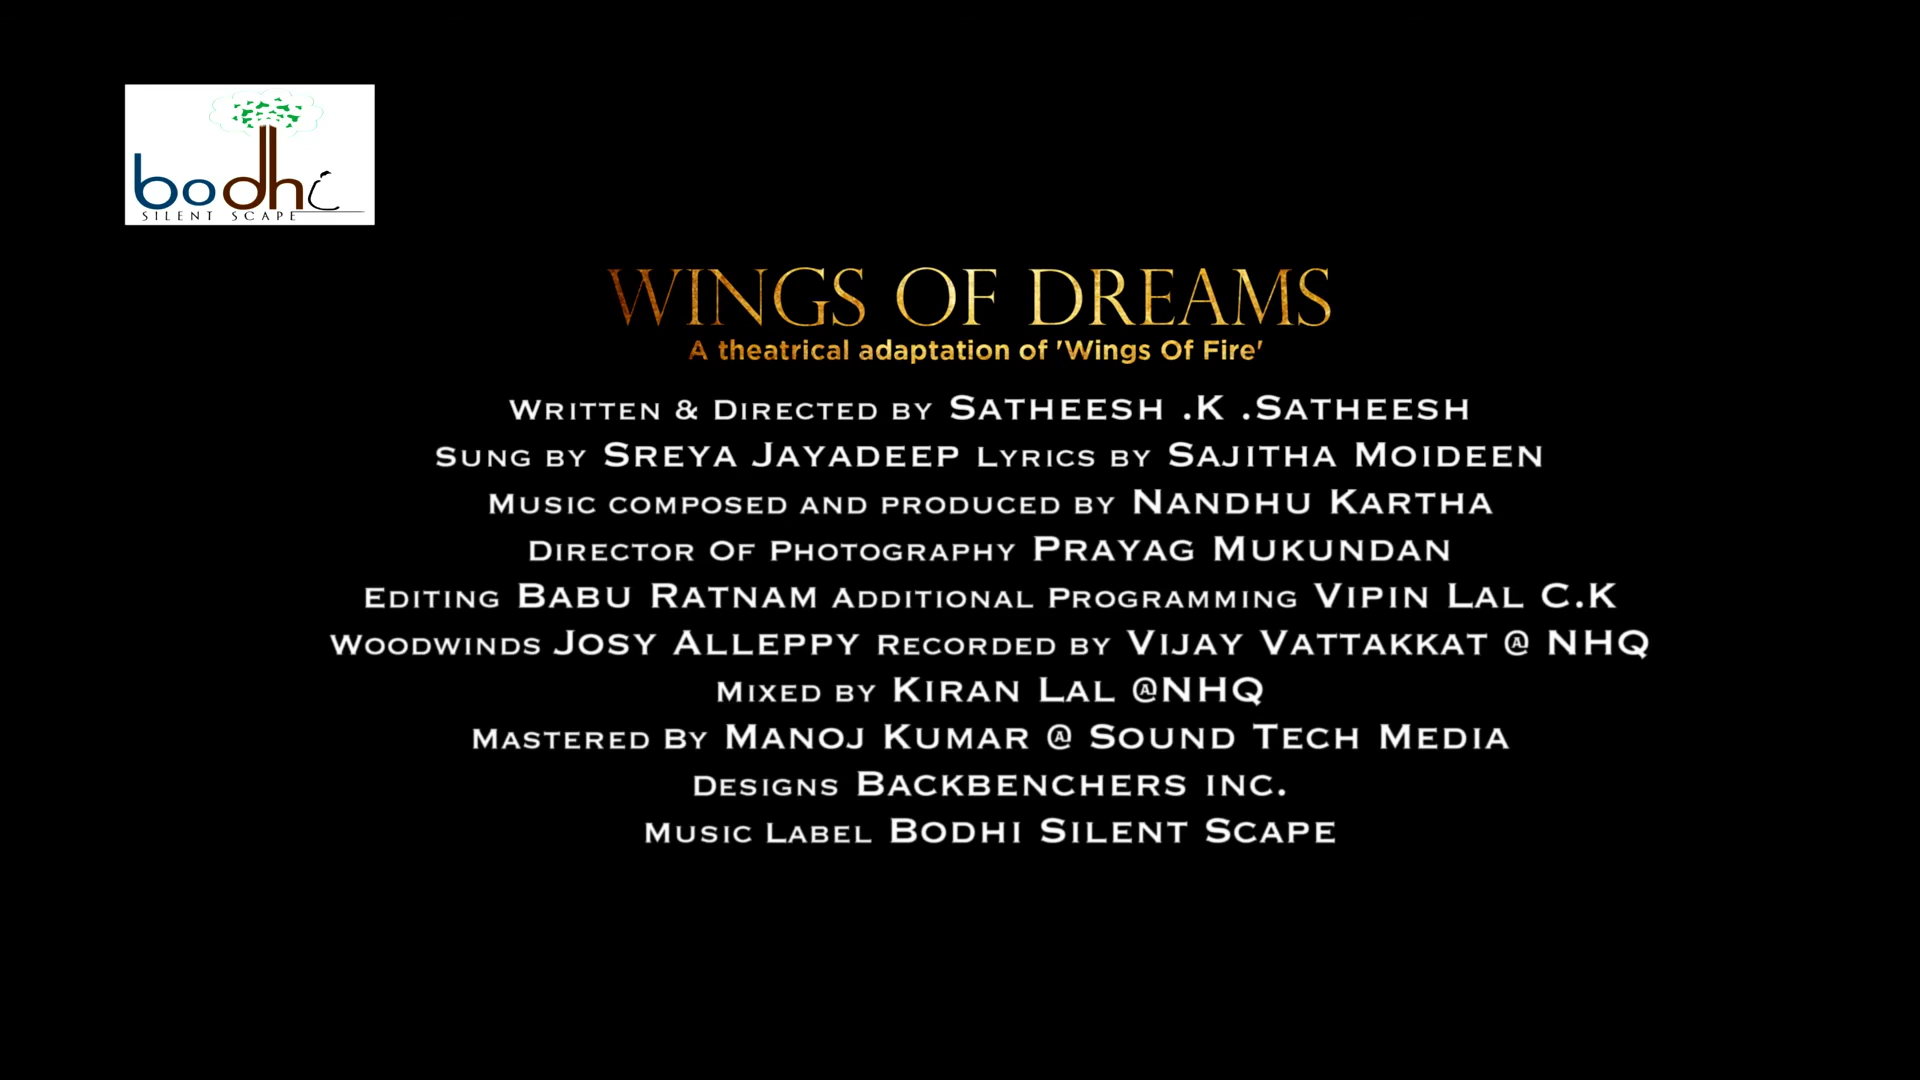 bodhi
SILENT SCAPE
WINGS OF DREAMS
A theatrical adaptation of 'Wings Of Fire'
Written & Directed by Satheesh .K .Satheesh
Sung by Sreya Jayadeep Lyrics by Sajitha Moideen
Music composed and produced by Nandhu Kartha
Director Of Photography Prayag Mukundan
Editing Babu Ratnam Additional Programming Vipin Lal C.K
Woodwinds Josy Alleppy Recorded by Vijay Vattakkat @ NHQ
Mixed by Kiran Lal @NHQ
Mastered By Manoj Kumar @ Sound Tech Media
Designs Backbenchers inc.
Music Label Bodhi Silent Scape